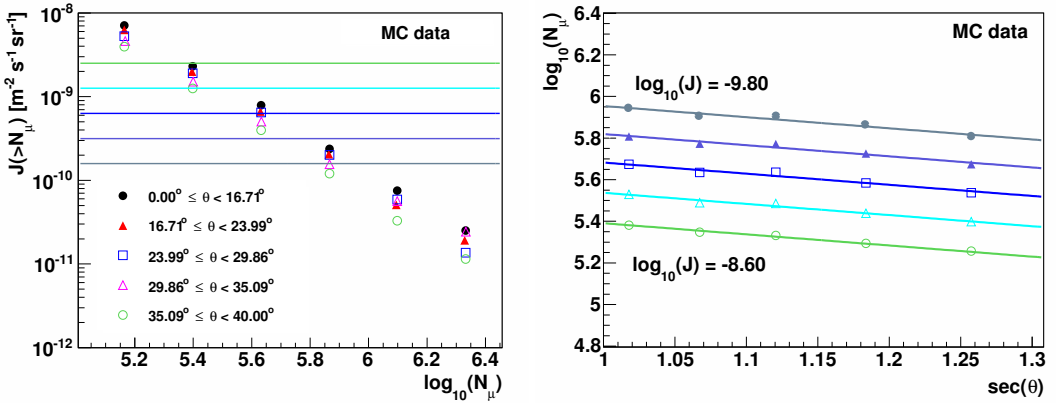 J(>N_μ) [m⁻² s⁻¹ sr⁻¹]
10⁻⁸
10⁻⁹
10⁻¹⁰
10⁻¹¹
10⁻¹²
MC data
0.00° ≤ θ < 16.71°
16.71° ≤ θ < 23.99°
23.99° ≤ θ < 29.86°
29.86° ≤ θ < 35.09°
35.09° ≤ θ < 40.00°
5.2 5.4 5.6 5.8 6 6.2 6.4
log₁₀(N_μ)
log₁₀(N_μ)
6.4
6.2
6
5.8
5.6
5.4
5.2
5
4.8
MC data
log₁₀(J) = -9.80
log₁₀(J) = -8.60
1 1.05 1.1 1.15 1.2 1.25 1.3
sec(θ)